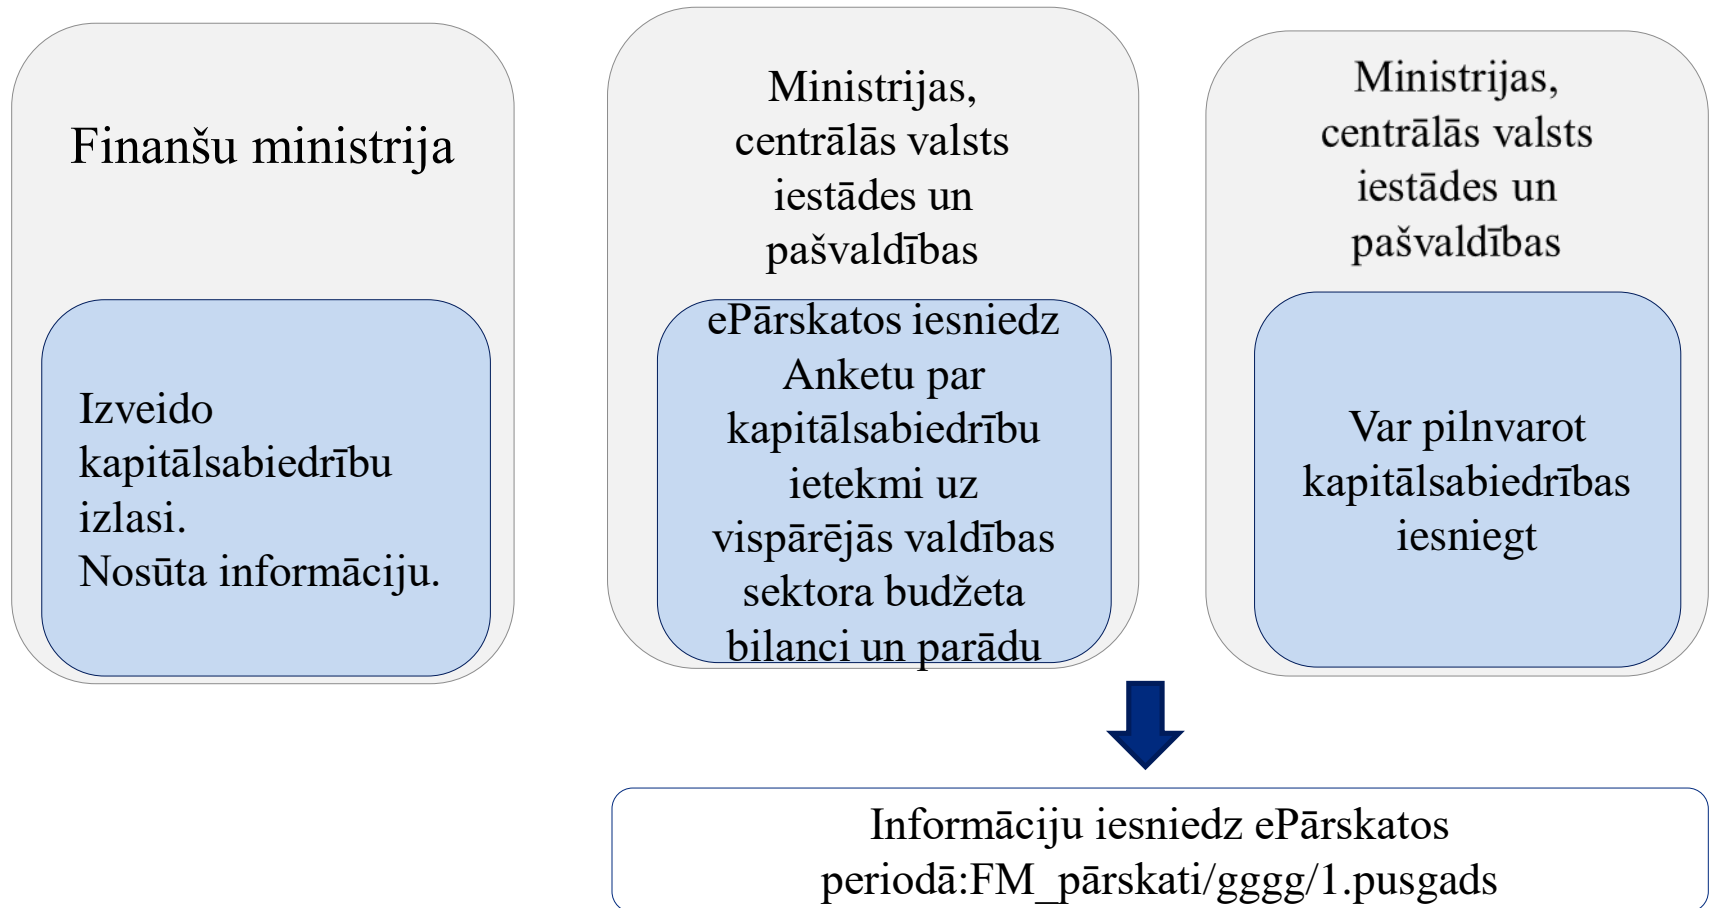 Finanšu ministrija
Izveido
kapitālsabiedrību
izlasi.
Nosūta informāciju.
Ministrijas,
centrālās valsts
iestādes un
pašvaldības
ePārskatos iesniedz
Anketu par
kapitālsabiedrību
ietekmi uz
vispārējās valdības
sektora budžeta
bilanci un parādu
Ministrijas,
centrālās valsts
iestādes un
pašvaldības
Var pilnvarot
kapitālsabiedrības
iesniegt
Informāciju iesniedz ePārskatos
periodā:FM_pārskati/gggg/1.pusgads